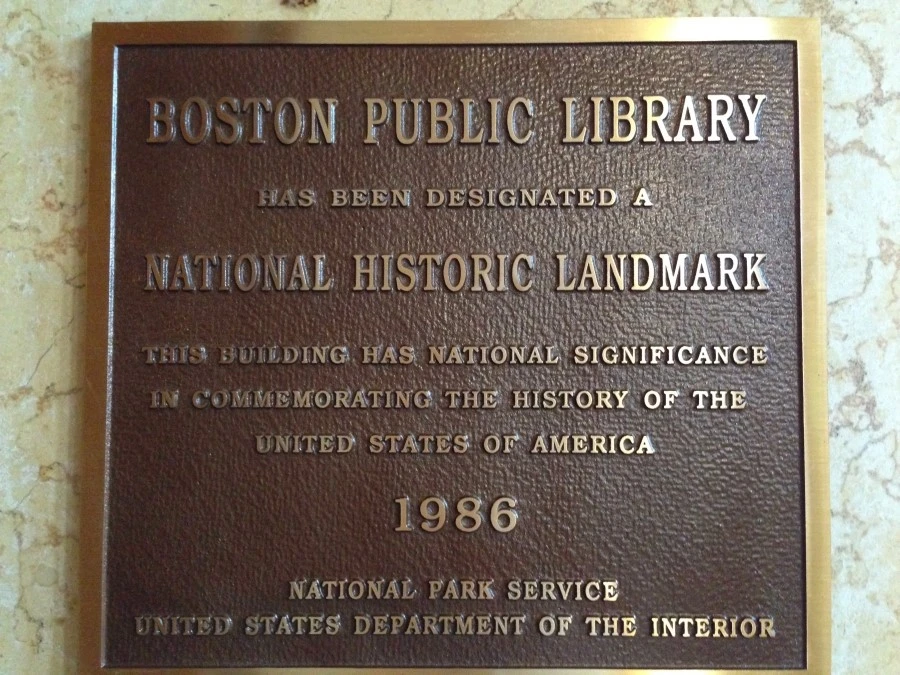 BOSTON PUBLIC LIBRARY
HAS BEEN DESIGNATED A
NATIONAL HISTORIC LANDMARK
THIS BUILDING HAS NATIONAL SIGNIFICANCE
IN COMMEMORATING THE HISTORY OF THE
UNITED STATES OF AMERICA
1986
NATIONAL PARK SERVICE
UNITED STATES DEPARTMENT OF THE INTERIOR